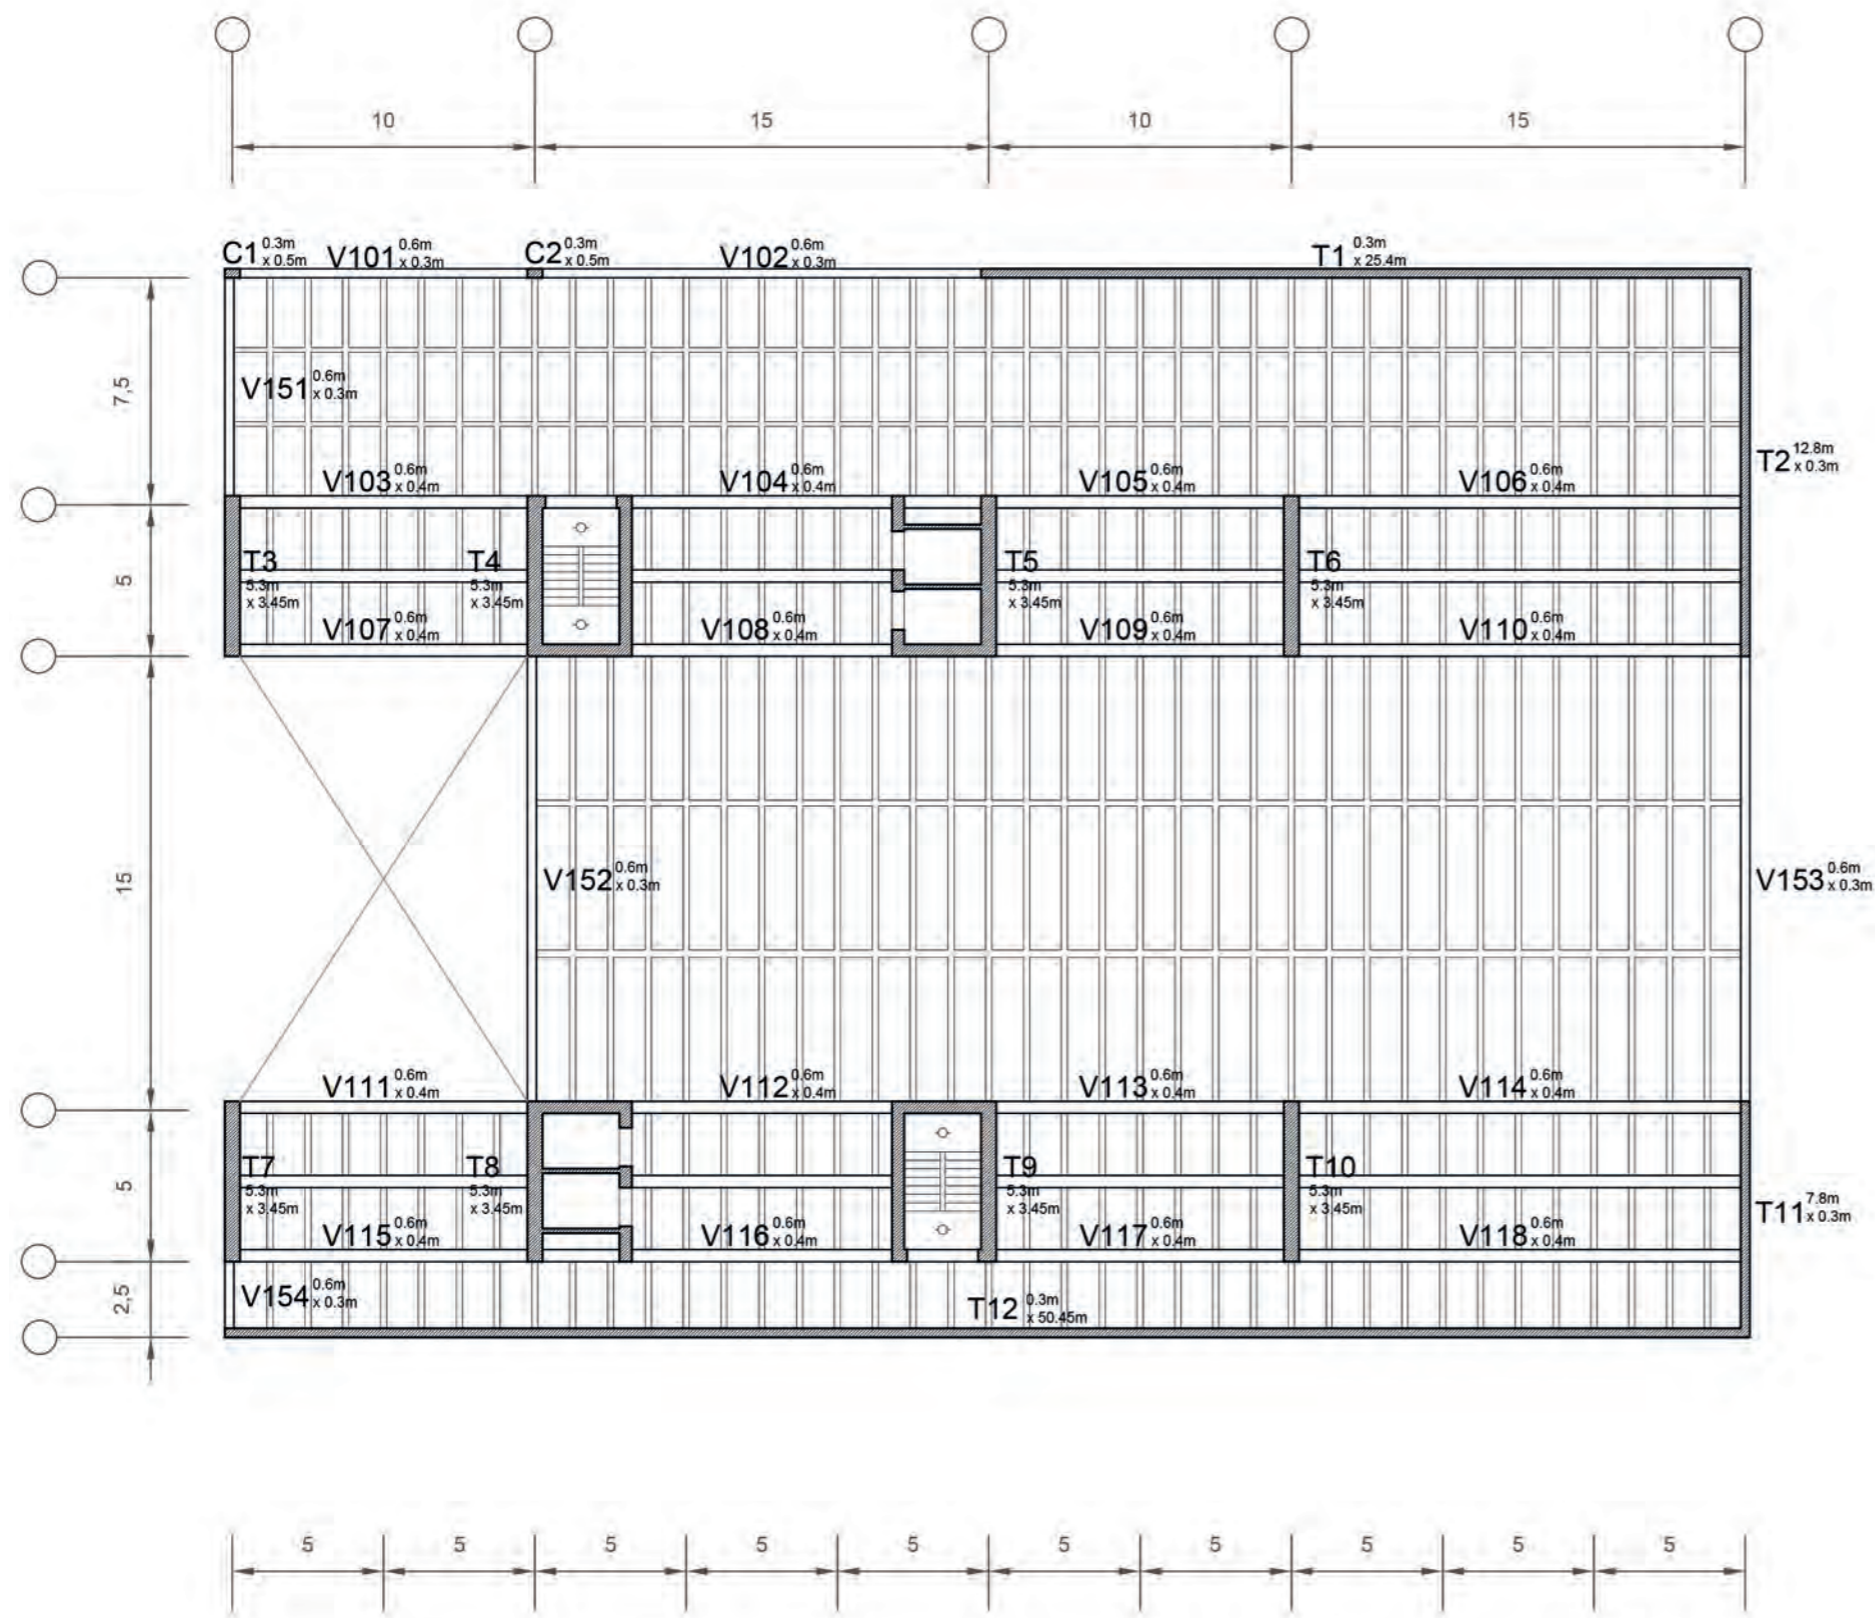 10 15 10 15
C1 0.3m x 0.5m V101 0.6m x 0.3m C2 0.3m x 0.5m V102 0.6m x 0.3m T1 0.3m x 25.4m
7,5
V151 0.6m x 0.3m
T2 12.8m x 0.3m
V103 0.6m x 0.4m V104 0.6m x 0.4m V105 0.6m x 0.4m V106 0.6m x 0.4m
5
T3 5.3m x 3.45m T4 5.3m x 3.45m T5 5.3m x 3.45m T6 5.3m x 3.45m
V107 0.6m x 0.4m V108 0.6m x 0.4m V109 0.6m x 0.4m V110 0.6m x 0.4m
15
V152 0.6m x 0.3m V153 0.6m x 0.3m
V111 0.6m x 0.4m V112 0.6m x 0.4m V113 0.6m x 0.4m V114 0.6m x 0.4m
5
T7 5.3m x 3.45m T8 5.3m x 3.45m T9 5.3m x 3.45m T10 5.3m x 3.45m
T11 7.8m x 0.3m
V115 0.6m x 0.4m V116 0.6m x 0.4m V117 0.6m x 0.4m V118 0.6m x 0.4m
2,5
V154 0.6m x 0.3m T12 0.3m x 50.45m
5 5 5 5 5 5 5 5 5 5